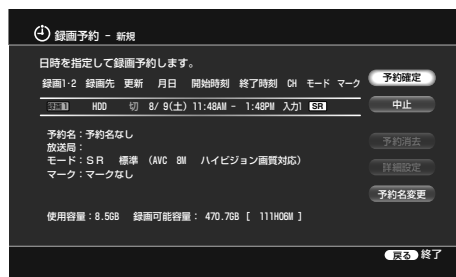 録画予約 - 新規
日時を指定して録画予約します。
録画1･2 録画先 更新 月日 開始時刻 終了時刻 CH モード マーク
録画1 HDD 切 8/ 9(土) 11:48AM - 1:48PM 入力1 SR
予約確定
中止
予約名：予約名なし
放送局：
モード：ＳＲ 標準 （AVC 8M ハイビジョン画質対応）
マーク：マークなし
予約消去
詳細設定
予約名変更
使用容量：8.5GB 録画可能容量： 470.7GB [ 111H06M ]
戻る 終了